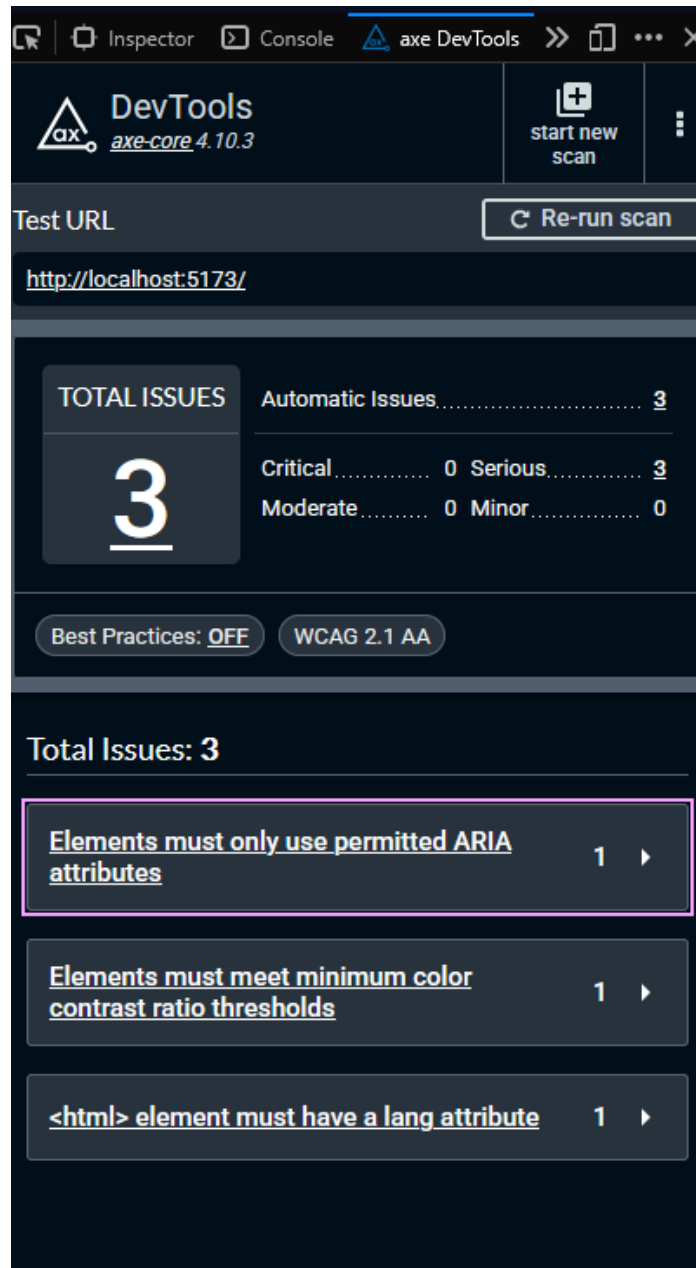 Inspector Console axe DevTools
ax DevTools
axe-core 4.10.3
start new
scan
Test URL
Re-run scan
http://localhost:5173/
TOTAL ISSUES
3
Automatic Issues 3
Critical 0 Serious 3
Moderate 0 Minor 0
Best Practices: OFF WCAG 2.1 AA
Total Issues: 3
Elements must only use permitted ARIA
attributes
1
Elements must meet minimum color
contrast ratio thresholds
1
<html> element must have a lang attribute 1